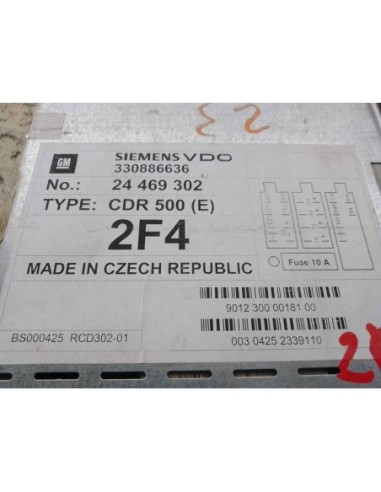 GM
SIEMENS VDO
330886636
No.: 24 469 302
TYPE: CDR 500 (E)
2F4
Fuse 10 A
MADE IN CZECH REPUBLIC
9012 300 00181 00
BS000425 RCD302-01
003 0425 2339110